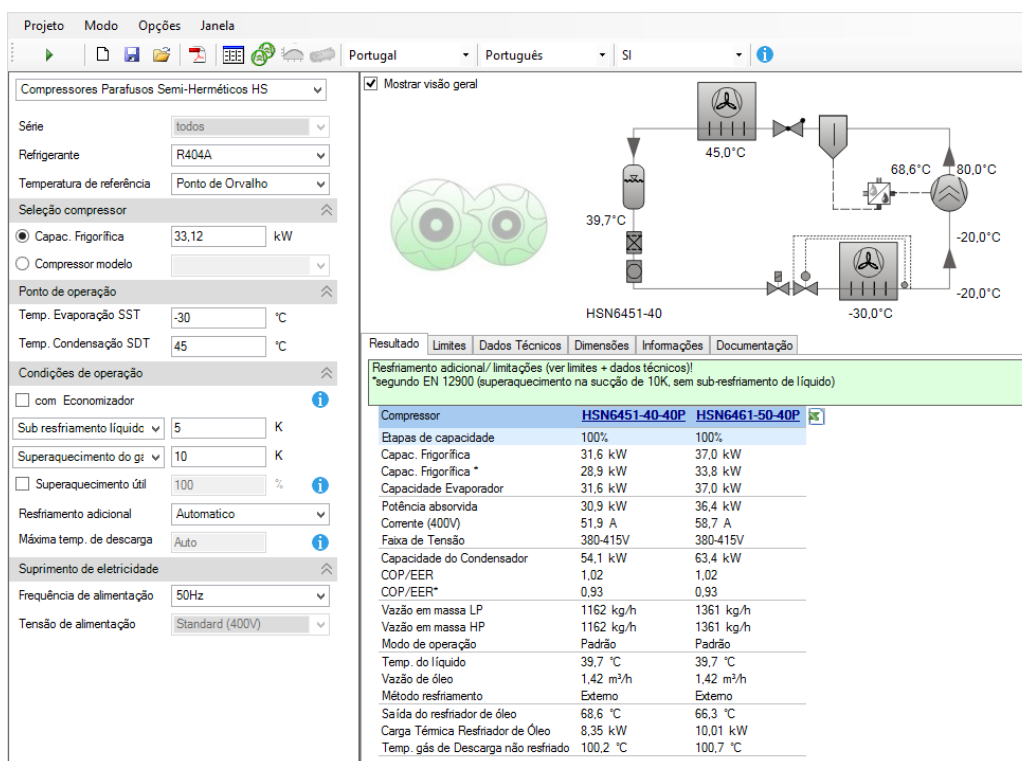 Projeto Modo Opções Janela
Portugal Português SI
Compressores Parafusos Semi-Herméticos HS
Série todos
Refrigerante R404A
Temperatura de referência Ponto de Orvalho
Seleção compressor
Capac. Frigorífica 33,12 kW
Compressor modelo
Ponto de operação
Temp. Evaporação SST -30 °C
Temp. Condensação SDT 45 °C
Condições de operação
com Economizador
Sub resfriamento líquidc 5 K
Superaquecimento do ga 10 K
Superaquecimento útil 100 %
Resfriamento adicional Automatico
Máxima temp. de descarga Auto
Suprimento de eletricidade
Frequência de alimentação 50Hz
Tensão de alimentação Standard (400V)
Mostrar visão geral
45,0°C
68,6°C 80,0°C
39,7°C
-20,0°C
-20,0°C
HSN6451-40
-30,0°C
Resultado Limites Dados Técnicos Dimensões Informações Documentação
Resfriamento adicional/ limitações (ver limites + dados técnicos)!
*segundo EN 12900 (superaquecimento na sucção de 10K, sem sub-resfriamento de líquido)
Compressor HSN6451-40-40P HSN6461-50-40P
Etapas de capacidade 100% 100%
Capac. Frigorífica 31,6 kW 37,0 kW
Capac. Frigorífica * 28,9 kW 33,8 kW
Capacidade Evaporador 31,6 kW 37,0 kW
Potência absorvida 30,9 kW 36,4 kW
Corrente (400V) 51,9 A 58,7 A
Faixa de Tensão 380-415V 380-415V
Capacidade do Condensador 54,1 kW 63,4 kW
COP/EER 1,02 1,02
COP/EER* 0,93 0,93
Vazão em massa LP 1162 kg/h 1361 kg/h
Vazão em massa HP 1162 kg/h 1361 kg/h
Modo de operação Padrão Padrão
Temp. do líquido 39,7 °C 39,7 °C
Vazão de óleo 1,42 m³/h 1,42 m³/h
Método resfriamento Externo Externo
Saída do resfriador de óleo 68,6 °C 66,3 °C
Carga Térmica Resfriador de Óleo 8,35 kW 10,01 kW
Temp. gás de Descarga não resfriado 100,2 °C 100,7 °C